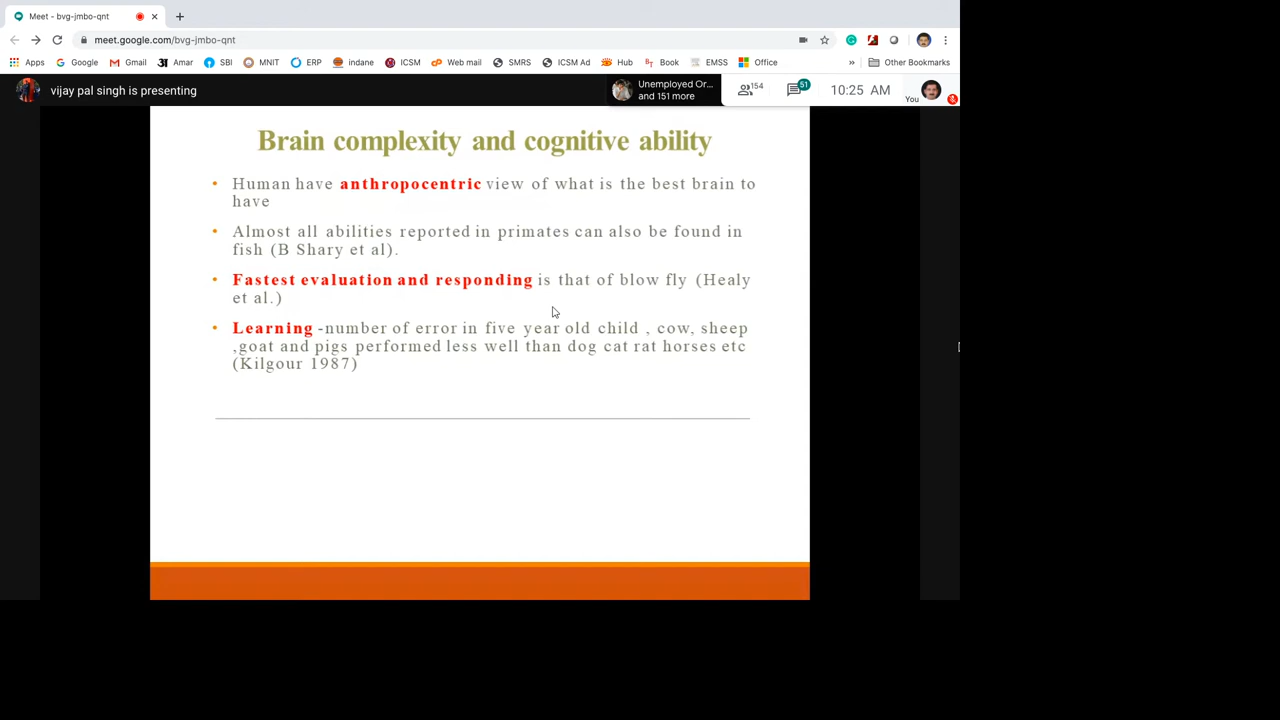 Meet - bvg-jmbo-qnt
meet.google.com/bvg-jmbo-qnt
Apps Google Gmail SBI MNIT ERP indane ICSM Web mail SMRS ICSM Ad Hub Book EMSS Office » Other Bookmarks
AJ Amar
vijay pal singh is presenting
Unemployed Or...
and 151 more
154
51
10:25 AM
You
Brain complexity and cognitive ability
• Human have anthropocentric view of what is the best brain to
have
• Almost all abilities reported in primates can also be found in
fish (B Shary et al).
• Fastest evaluation and responding is that of blow fly (Healy
et al.)
• Learning -number of error in five year old child , cow, sheep
,goat and pigs performed less well than dog cat rat horses etc
(Kilgour 1987)